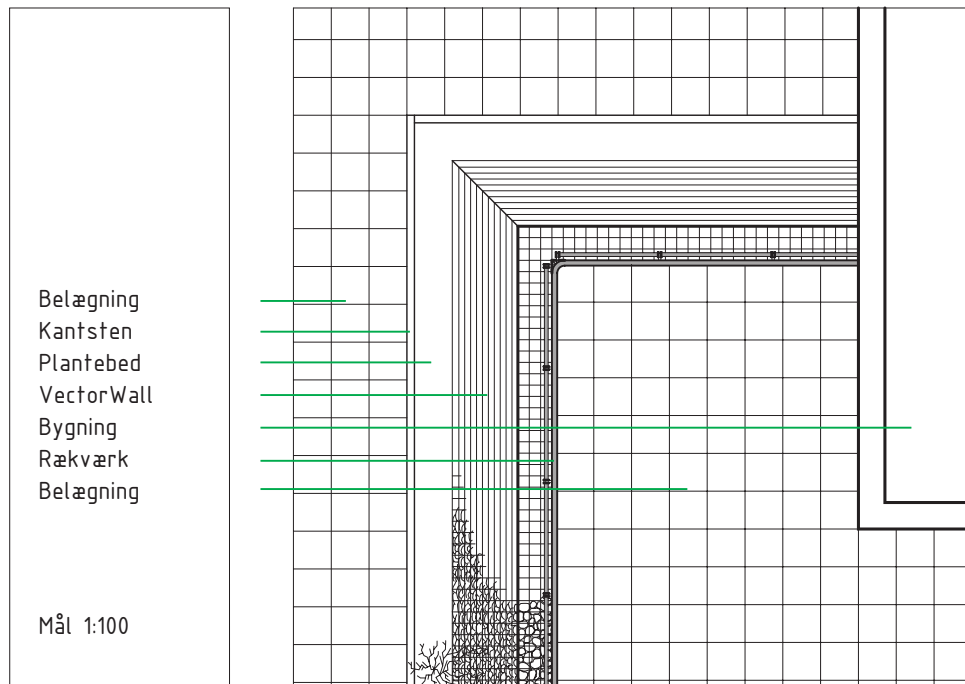 Belægning
Kantsten
Plantebed
VectorWall
Bygning
Rækværk
Belægning
Mål 1:100